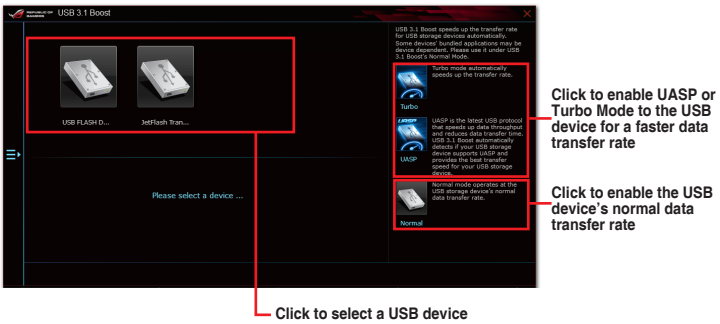 REPUBLIC OF
GAMERS
USB 3.1 Boost
USB FLASH D...
JetFlash Tran...
Please select a device ...
USB 3.1 Boost speeds up the transfer rate
for USB storage devices automatically.
Some devices' bundled applications may be
device dependent. Please use it under USB
3.1 Boost's Normal Mode.
Turbo mode automatically
speeds up the transfer rate.
Turbo
UASP is the latest USB protocol
that speeds up data throughput
and reduces data transfer time.
USB 3.1 Boost automatically
detects if your USB storage
device supports UASP and
provides the best transfer
speed for your USB storage
device.
UASP
Normal mode operates at the
USB storage device's normal
data transfer rate.
Normal
Click to enable UASP or
Turbo Mode to the USB
device for a faster data
transfer rate
Click to enable the USB
device's normal data
transfer rate
Click to select a USB device